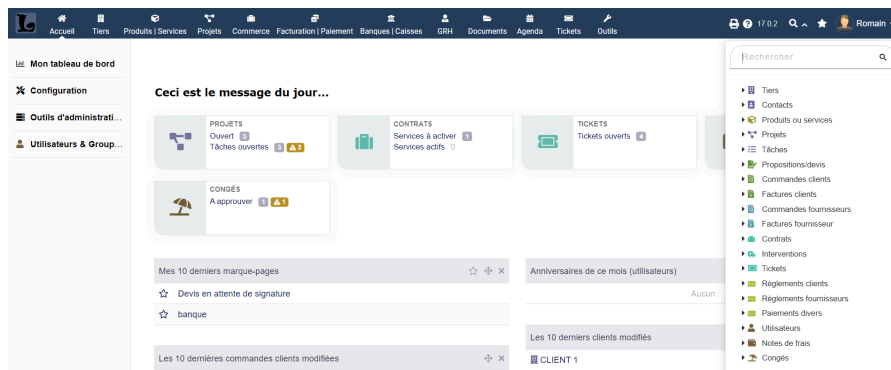 Accueil Tiers Produits | Services Projets Commerce Facturation | Paiement Banques | Caisses GRH Documents Agenda Tickets Outils 17.0.2 Romain
Mon tableau de bord
Configuration
Outils d'administrati...
Utilisateurs & Group...
Ceci est le message du jour...
PROJETS
Ouvert 3
Tâches ouvertes 3 2
CONTRATS
Services à activer 1
Services actifs 0
TICKETS
Tickets ouverts 4
CONGÉS
A approuver 1 1
Mes 10 derniers marque-pages
Devis en attente de signature
banque
Anniversaires de ce mois (utilisateurs)
Aucun
Les 10 dernières commandes clients modifiées
Les 10 derniers clients modifiés
CLIENT 1
Rechercher
Tiers
Contacts
Produits ou services
Projets
Tâches
Propositions/devis
Commandes clients
Factures clients
Commandes fournisseurs
Factures fournisseur
Contrats
Interventions
Tickets
Règlements clients
Règlements fournisseurs
Paiements divers
Utilisateurs
Notes de frais
Congés